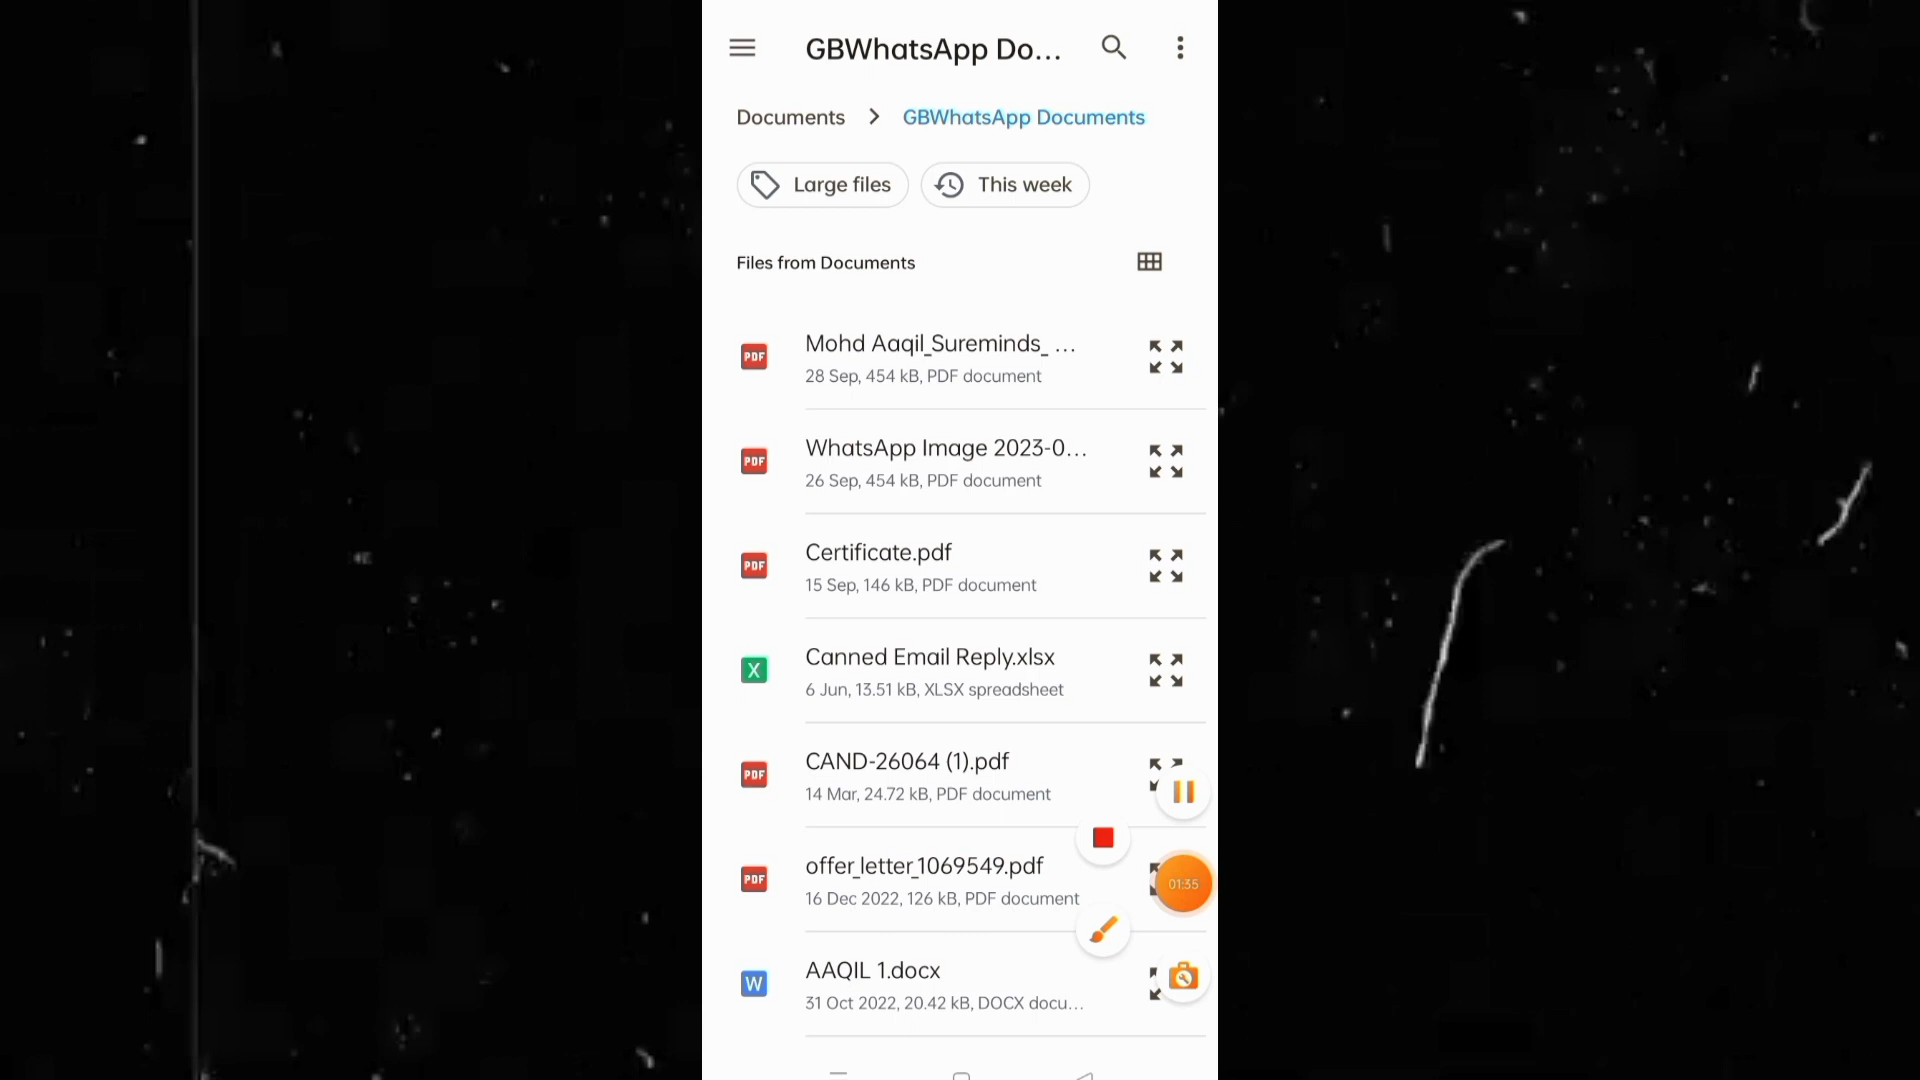 GBWhatsApp Do...
Documents > GBWhatsApp Documents
Large files
This week
Files from Documents
PDF
Mohd Aaqil_Sureminds_ ...
28 Sep, 454 kB, PDF document
PDF
WhatsApp Image 2023-0...
26 Sep, 454 kB, PDF document
PDF
Certificate.pdf
15 Sep, 146 kB, PDF document
X
Canned Email Reply.xlsx
6 Jun, 13.51 kB, XLSX spreadsheet
PDF
CAND-26064 (1).pdf
14 Mar, 24.72 kB, PDF document
PDF
offer_letter_1069549.pdf
16 Dec 2022, 126 kB, PDF document
01:35
W
AAQIL 1.docx
31 Oct 2022, 20.42 kB, DOCX docu...